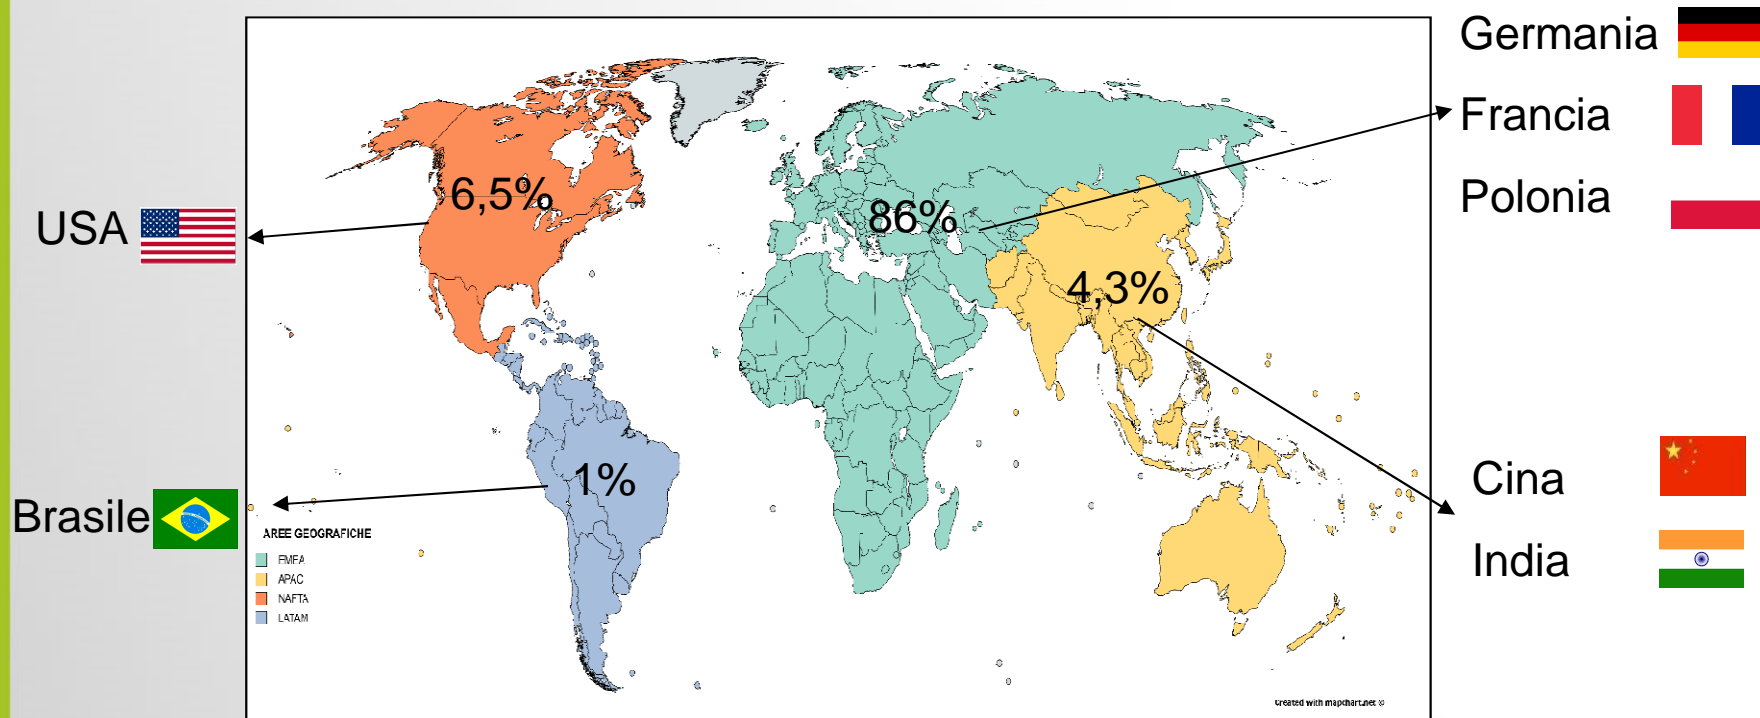 Germania
Francia
Polonia
6,5%
86%
USA
4,3%
1%
Cina
Brasile
India
AREE GEOGRAFICHE
EMEA
APAC
NAFTA
LATAM
Created with mapchart.net ©